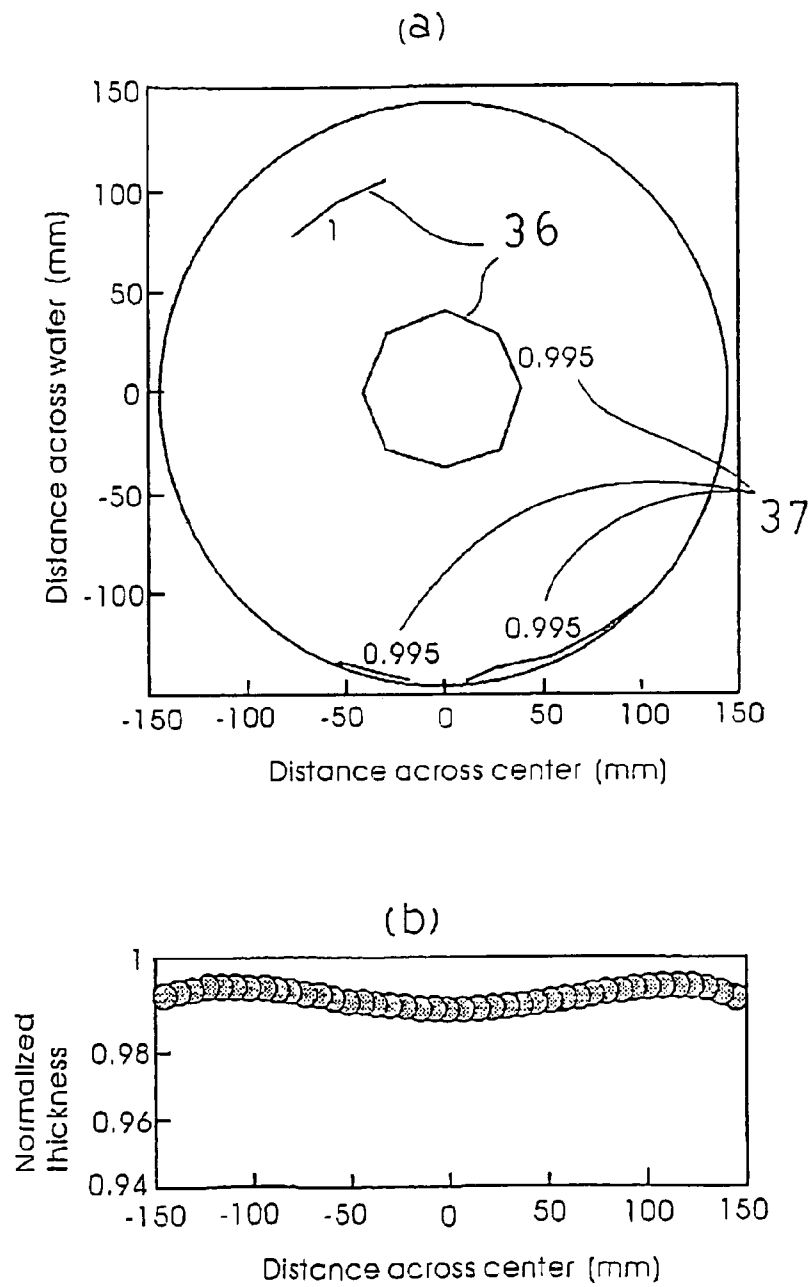 (a)
150
100
50
0
-50
-100
Distance across wafer (mm)
1
36
0.995
37
0.995
0.995
-150 -100 -50 0 50 100 150
Distance across center (mm)
(b)
1
0.98
0.96
0.94
Normalized
thickness
-150 -100 -50 0 50 100 150
Distance across center (mm)